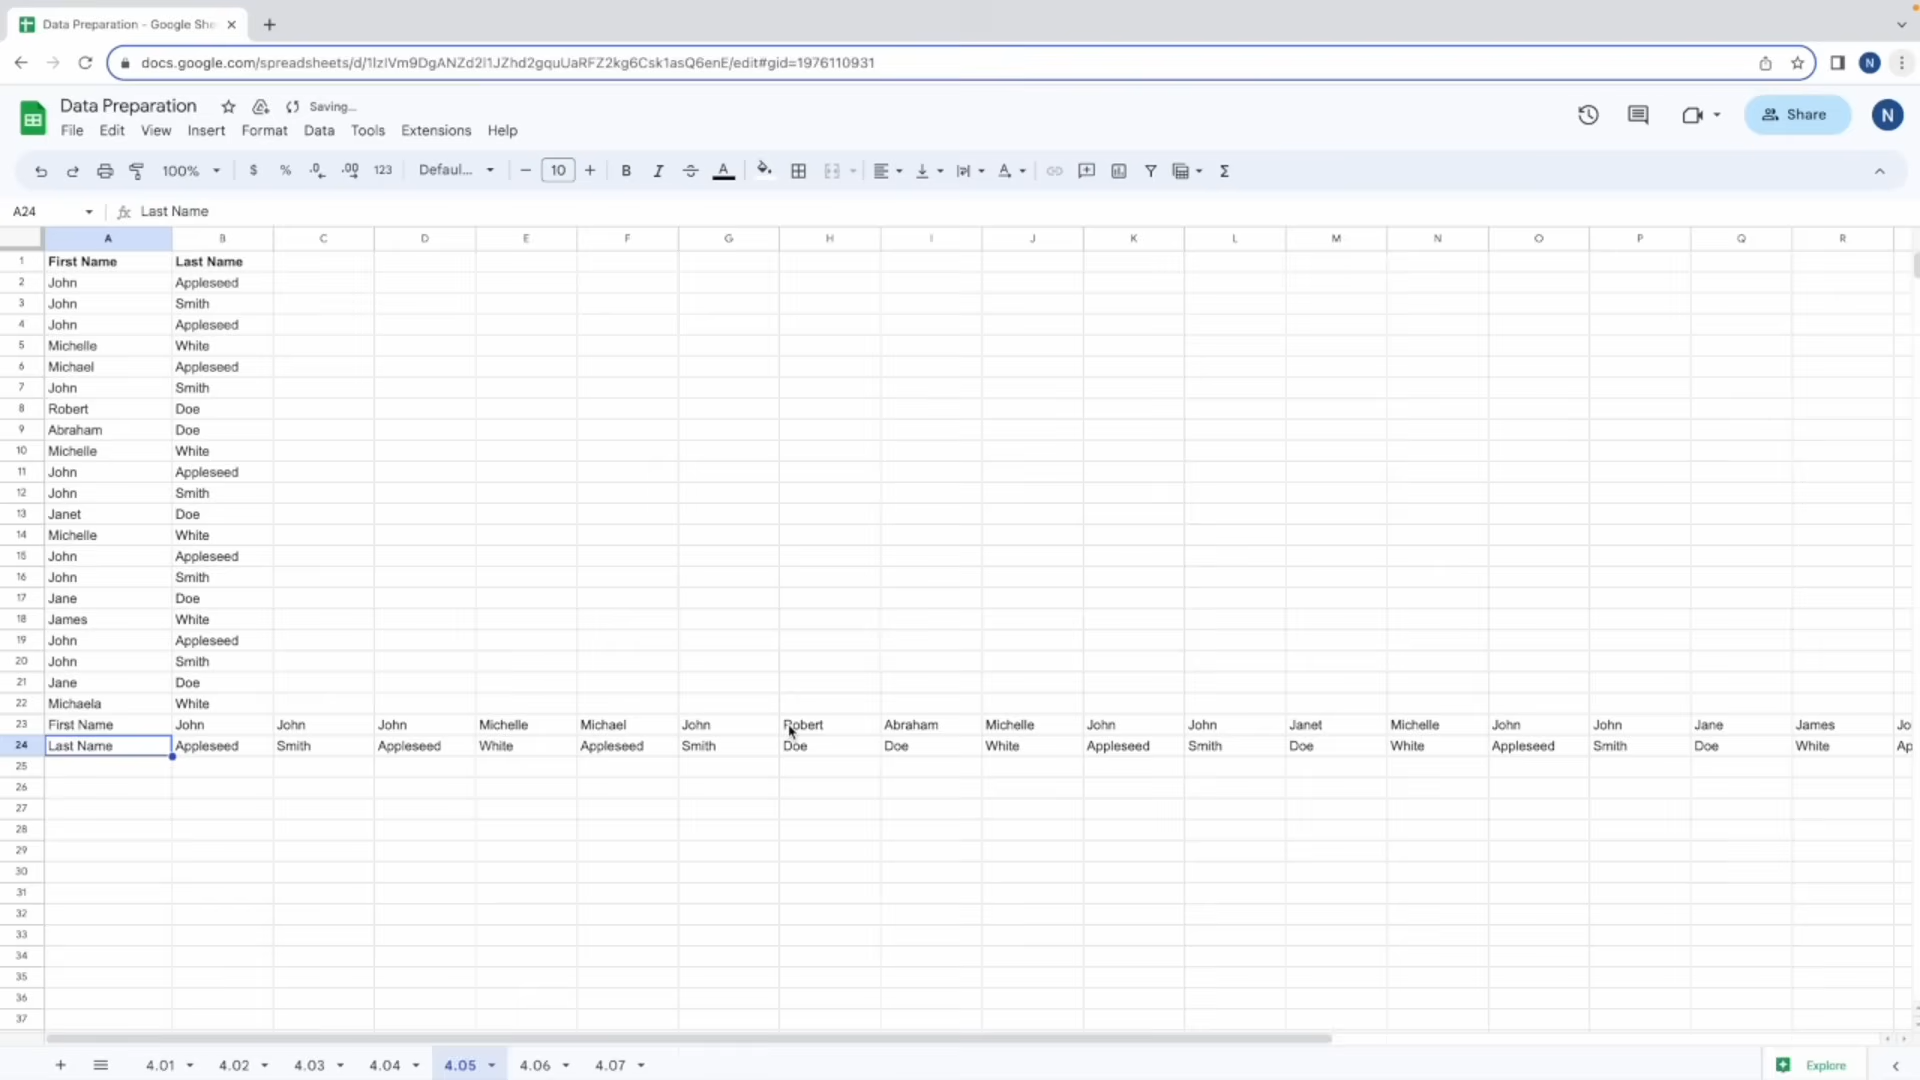 Data Preparation - Google She
docs.google.com/spreadsheets/d/1IzIVm9DgANZd2I1JZhd2gquUaRFZ2kg6Csk1asQ6enE/edit#gid=1976110931
N
Data Preparation Saving...
File Edit View Insert Format Data Tools Extensions Help
Share N
100% $ % .0 .00 123 Defaul... − 10 + B I A Σ
A24 fx Last Name
A B C D E F G H I J K L M N O P Q R
1 First Name Last Name
2 John Appleseed
3 John Smith
4 John Appleseed
5 Michelle White
6 Michael Appleseed
7 John Smith
8 Robert Doe
9 Abraham Doe
10 Michelle White
11 John Appleseed
12 John Smith
13 Janet Doe
14 Michelle White
15 John Appleseed
16 John Smith
17 Jane Doe
18 James White
19 John Appleseed
20 John Smith
21 Jane Doe
22 Michaela White
23 First Name John John John Michelle Michael John Robert Abraham Michelle John John Janet Michelle John John Jane James Jo
24 Last Name Appleseed Smith Appleseed White Appleseed Smith Doe Doe White Appleseed Smith Doe White Appleseed Smith Doe White Ap
25
26
27
28
29
30
31
32
33
34
35
36
37
+ 4.01 4.02 4.03 4.04 4.05 4.06 4.07 Explore